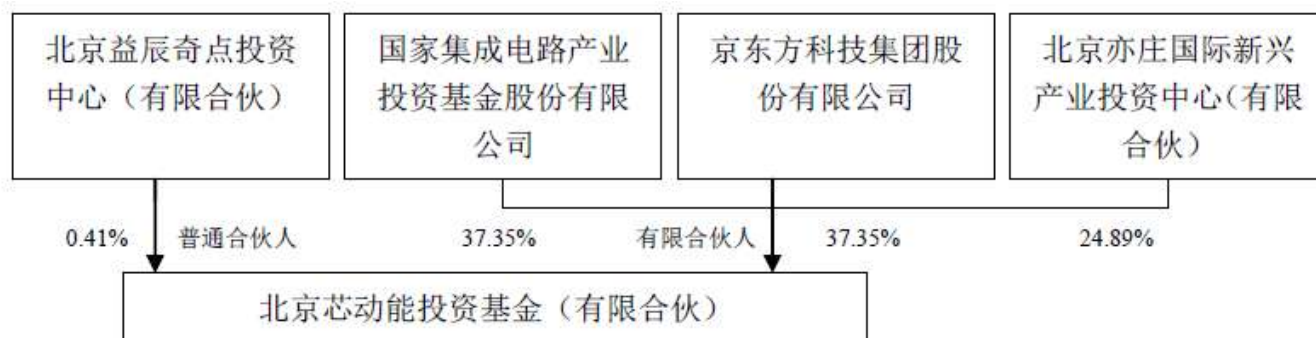 北京益辰奇点投资
中心（有限合伙）
国家集成电路产业
投资基金股份有限
公司
京东方科技集团股
份有限公司
北京亦庄国际新兴
产业投资中心（有限
合伙）
0.41%
普通合伙人
37.35%
有限合伙人
37.35%
24.89%
北京芯动能投资基金（有限合伙）